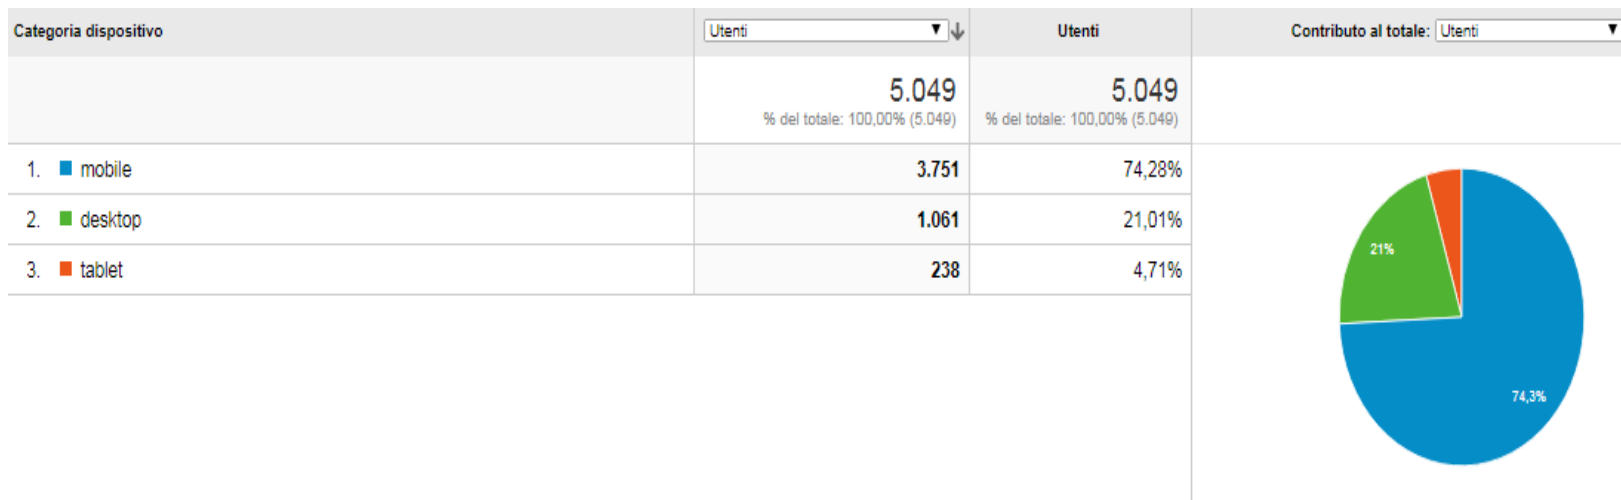 Categoria dispositivo Utenti Utenti Contributo al totale: Utenti
5.049 5.049
% del totale: 100,00% (5.049) % del totale: 100,00% (5.049)
1. mobile 3.751 74,28%
2. desktop 1.061 21,01%
3. tablet 238 4,71%
21%
74,3%